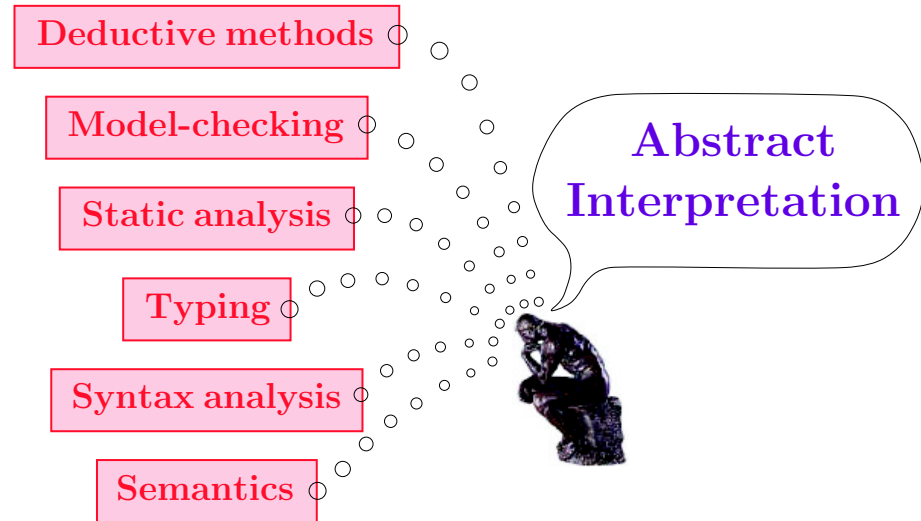 Deductive methods
Model-checking
Static analysis
Typing
Syntax analysis
Semantics
Abstract
Interpretation